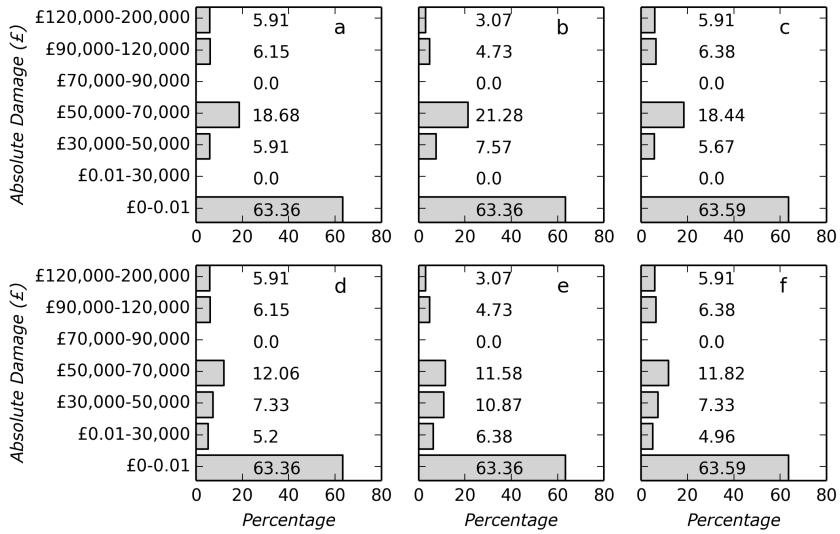 £120,000-200,000 5.91 a 3.07 b 5.91 c
£90,000-120,000 6.15 4.73 6.38
£70,000-90,000 0.0 0.0 0.0
£50,000-70,000 18.68 21.28 18.44
£30,000-50,000 5.91 7.57 5.67
£0.01-30,000 0.0 0.0 0.0
£0-0.01 63.36 63.36 63.59
Absolute Damage (£)
0 20 40 60 80 0 20 40 60 80 0 20 40 60 80
£120,000-200,000 5.91 d 3.07 e 5.91 f
£90,000-120,000 6.15 4.73 6.38
£70,000-90,000 0.0 0.0 0.0
£50,000-70,000 12.06 11.58 11.82
£30,000-50,000 7.33 10.87 7.33
£0.01-30,000 5.2 6.38 4.96
£0-0.01 63.36 63.36 63.59
Absolute Damage (£)
0 20 40 60 80 0 20 40 60 80 0 20 40 60 80
Percentage Percentage Percentage